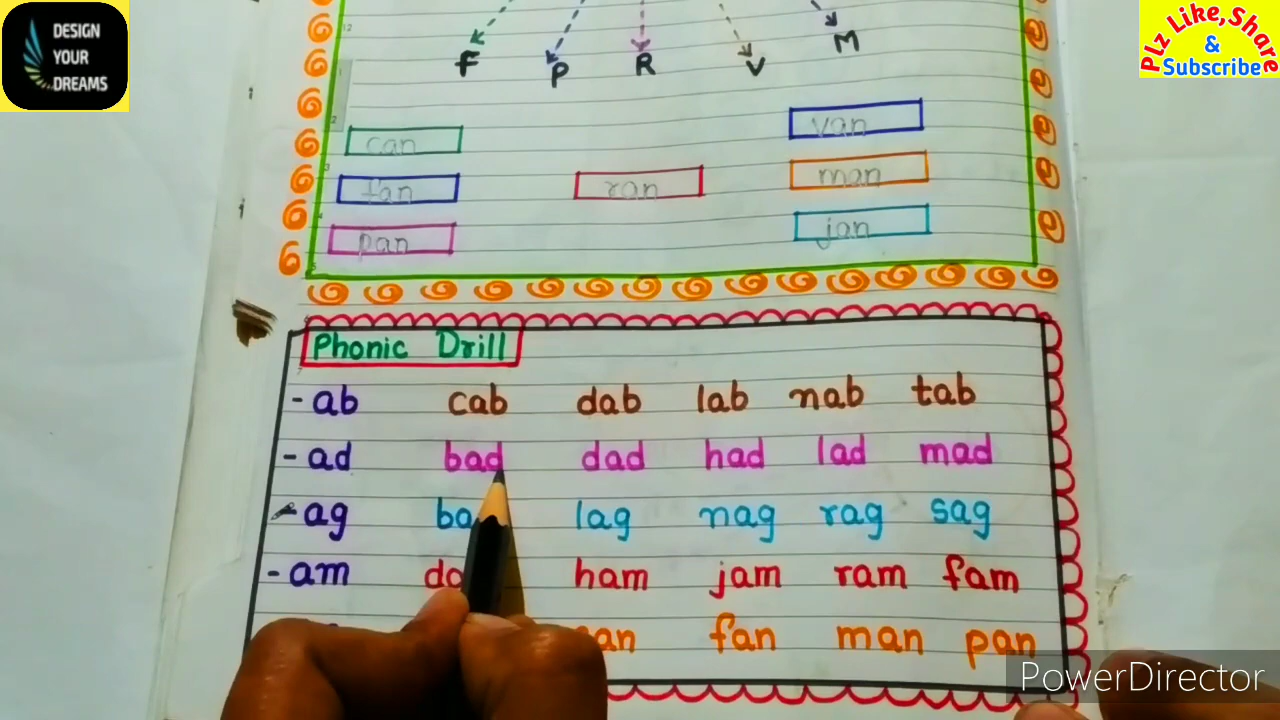 DESIGN
YOUR
DREAMS
Plz Like, Share
&
Subscribe
F P R V M
can van
fan ran man
pan jan
Phonic Drill
-ab cab dab lab nab tab
-ad bad dad had lad mad
-ag lag nag rag sag
-am ham jam ram fam
fan man pan
PowerDirector